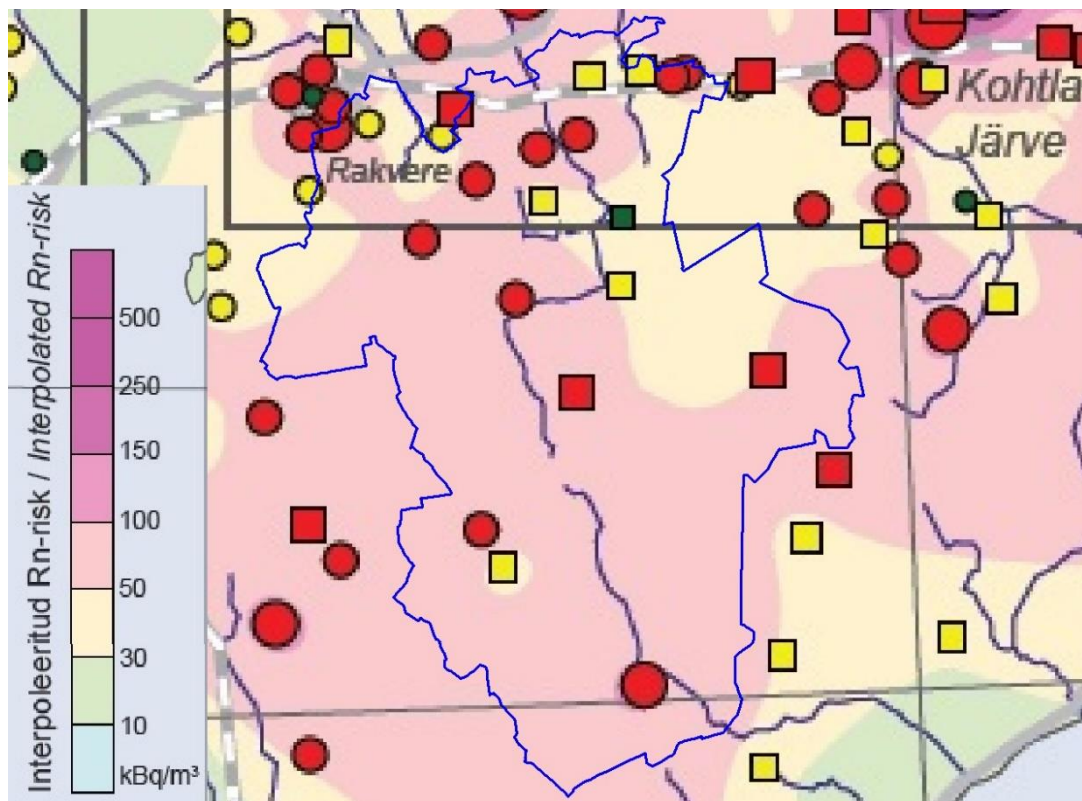 Kohtla
Järve
Rakvere
Interpoleeritud Rn-risk / Interpolated Rn-risk
500
250
150
100
50
30
10
kBq/m³